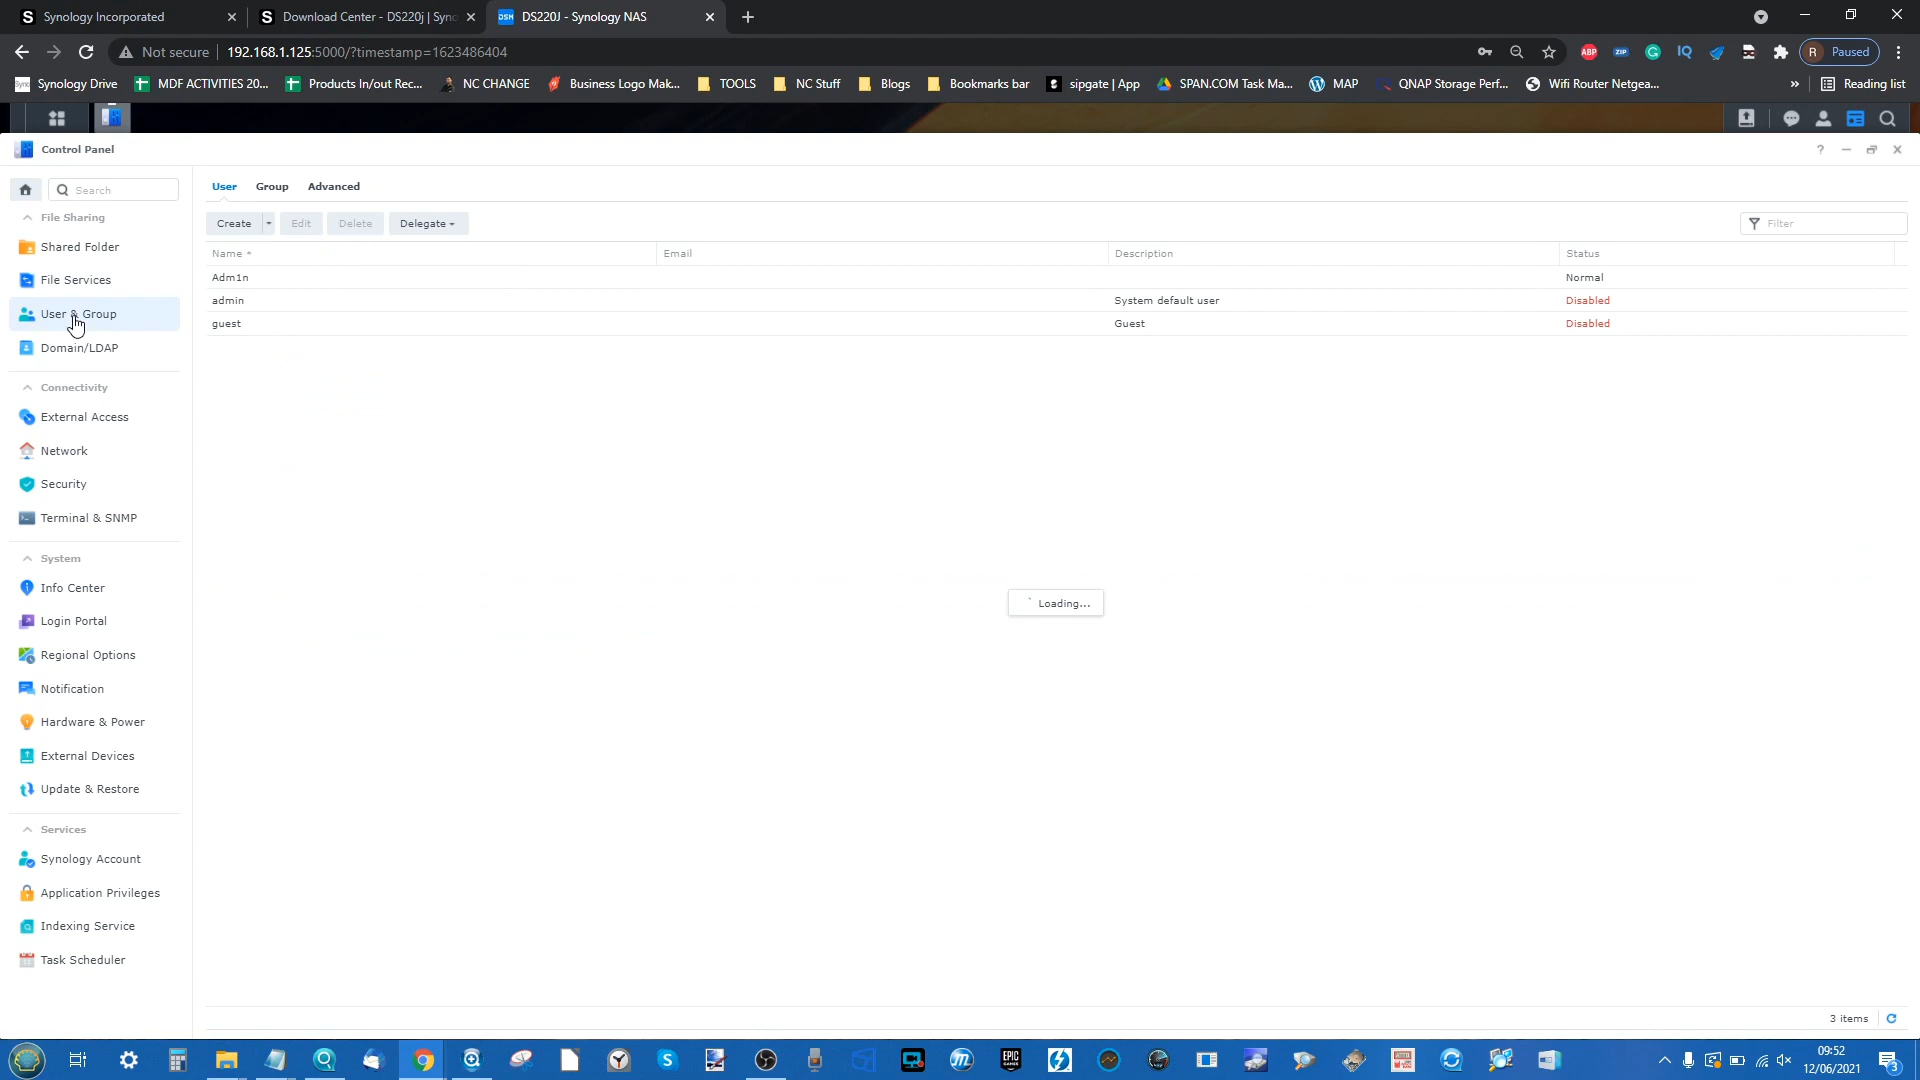 Synology Incorporated
Download Center - DS220j | Syno
DS220J - Synology NAS
Not secure
192.168.1.125:5000/?timestamp=1623486404
ABP
ZIP
IQ
R
Paused
Synology Drive
MDF ACTIVITIES 20...
Products In/out Rec...
NC CHANGE
Business Logo Mak...
TOOLS
NC Stuff
Blogs
Bookmarks bar
sipgate | App
SPAN.COM Task Ma...
MAP
QNAP Storage Perf...
Wifi Router Netgea...
»
Reading list
Control Panel
Search
File Sharing
Shared Folder
File Services
User & Group
Domain/LDAP
Connectivity
External Access
Network
Security
Terminal & SNMP
System
Info Center
Login Portal
Regional Options
Notification
Hardware & Power
External Devices
Update & Restore
Services
Synology Account
Application Privileges
Indexing Service
Task Scheduler
User Group Advanced
Create Edit Delete Delegate
Filter
Name Email Description Status
Adm1n Normal
admin System default user Disabled
guest Guest Disabled
Loading...
3 items
EPIC GAMES
09:52
12/06/2021
3